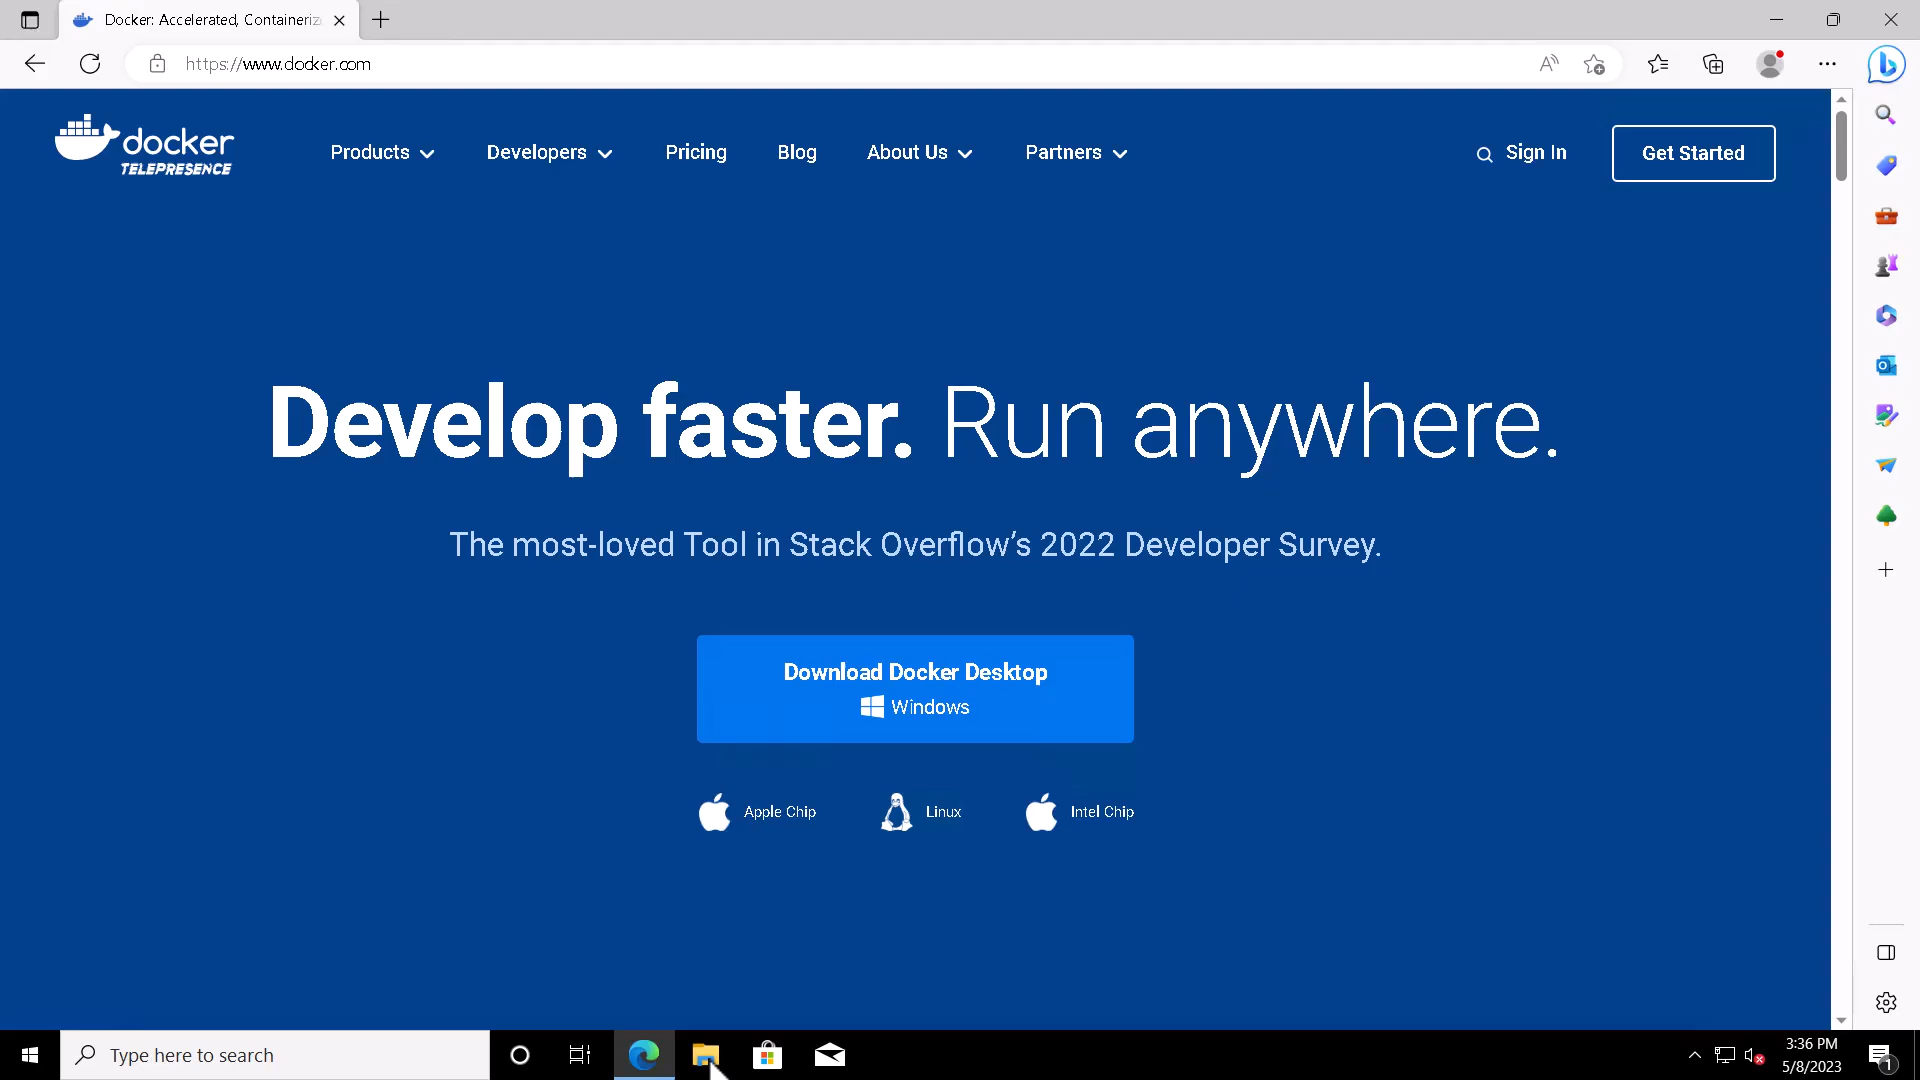 Docker: Accelerated, Containeriz
https://www.docker.com
docker
TELEPRESENCE
Products
Developers
Pricing
Blog
About Us
Partners
Sign In
Get Started
Develop faster. Run anywhere.
The most-loved Tool in Stack Overflow's 2022 Developer Survey.
Download Docker Desktop
Windows
Apple Chip
Linux
Intel Chip
Type here to search
3:36 PM
5/8/2023
1